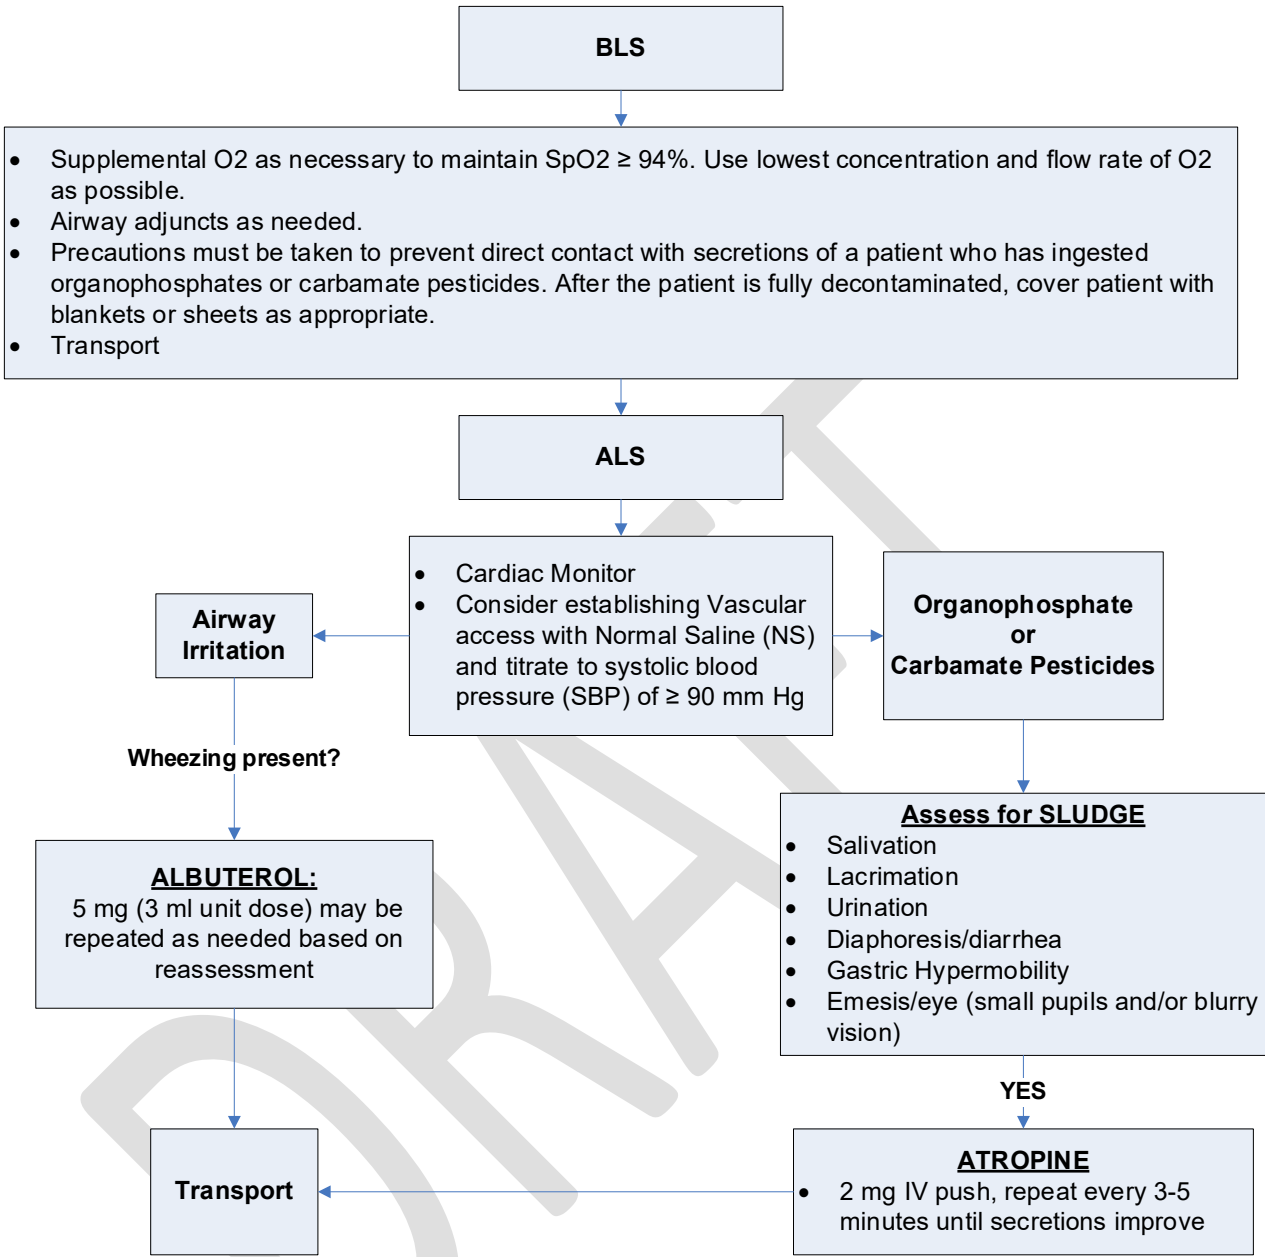 BLS
• Supplemental O2 as necessary to maintain SpO2 ≥ 94%. Use lowest concentration and flow rate of O2
as possible.
• Airway adjuncts as needed.
• Precautions must be taken to prevent direct contact with secretions of a patient who has ingested
organophosphates or carbamate pesticides. After the patient is fully decontaminated, cover patient with
blankets or sheets as appropriate.
• Transport
ALS
• Cardiac Monitor
• Consider establishing Vascular
access with Normal Saline (NS)
and titrate to systolic blood
pressure (SBP) of ≥ 90 mm Hg
Airway
Irritation
Wheezing present?
ALBUTEROL:
5 mg (3 ml unit dose) may be
repeated as needed based on
reassessment
Organophosphate
or
Carbamate Pesticides
Assess for SLUDGE
• Salivation
• Lacrimation
• Urination
• Diaphoresis/diarrhea
• Gastric Hypermobility
• Emesis/eye (small pupils and/or blurry
vision)
YES
ATROPINE
• 2 mg IV push, repeat every 3-5
minutes until secretions improve
Transport
DRAFT